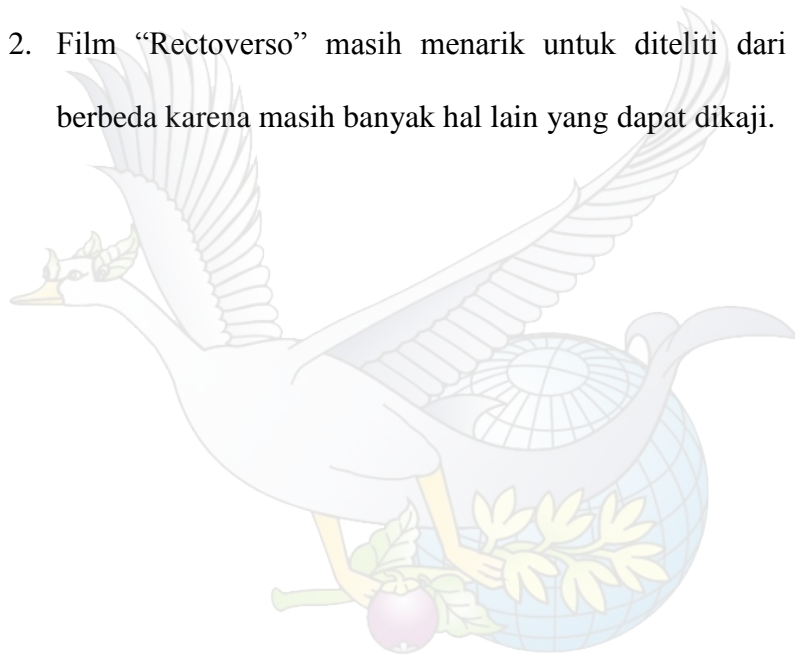 2. Film “Rectoverso” masih menarik untuk diteliti dari
berbeda karena masih banyak hal lain yang dapat dikaji.